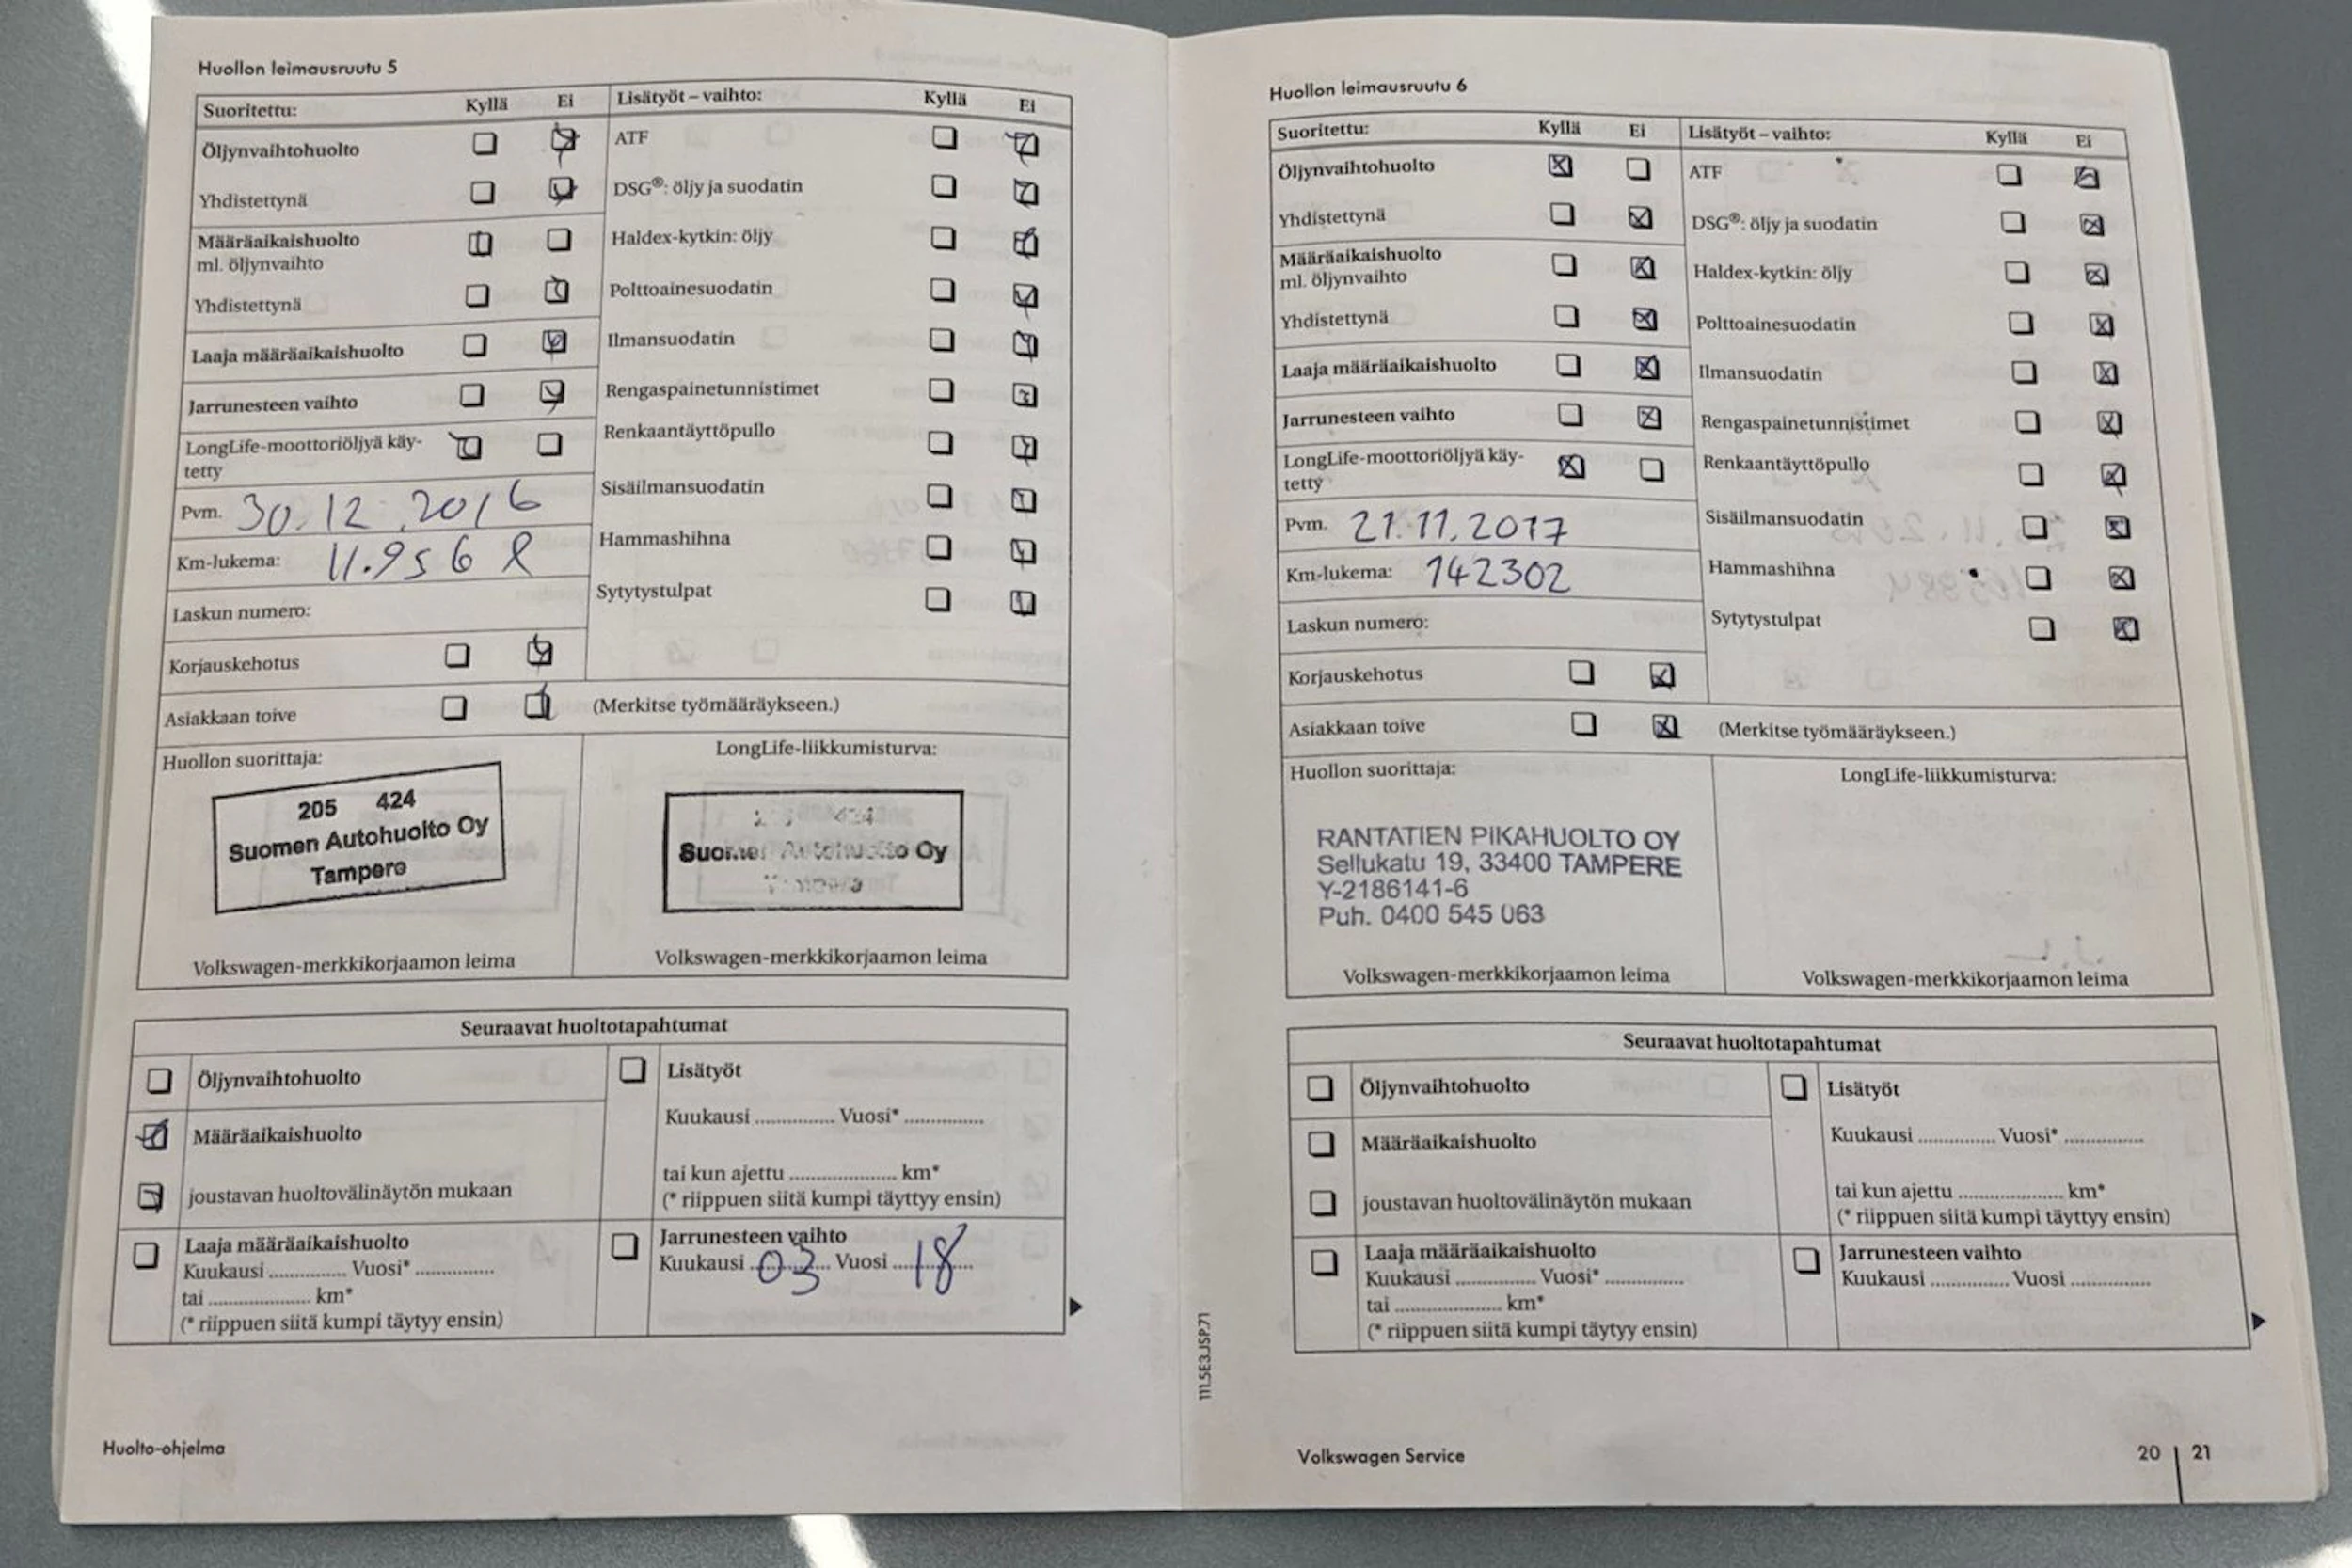 Huollon leimausruutu 5
Suoritettu: Kyllä Ei
Öljynvaihtohuolto
Yhdistettynä
Määräaikaishuolto
ml. öljynvaihto
Yhdistettynä
Laaja määräaikaishuolto
Jarrunesteen vaihto
LongLife-moottoriöljyä käy-
tetty
Pvm. 30.12.2016
Km-lukema:
Laskun numero:
Korjauskehotus
Asiakkaan toive
Lisätyöt – vaihto: Kyllä Ei
ATF
DSG®: öljy ja suodatin
Haldex-kytkin: öljy
Polttoainesuodatin
Ilmansuodatin
Rengaspainetunnistimet
Renkaantäyttöpullo
Sisäilmansuodatin
Hammashihna
Sytytystulpat
(Merkitse työmääräykseen.)
Huollon suorittaja:
205 424
Suomen Autohuolto Oy
Tampere
Volkswagen-merkkikorjaamon leima
LongLife-liikkumisturva:
424
Suomen Autohuolto Oy
Tampere
Volkswagen-merkkikorjaamon leima
Seuraavat huoltotapahtumat
Öljynvaihtohuolto
Määräaikaishuolto
joustavan huoltovälinäytön mukaan
Laaja määräaikaishuolto
Kuukausi .............. Vuosi* ..............
tai .................... km*
(* riippuen siitä kumpi täytyy ensin)
Lisätyöt
Kuukausi .............. Vuosi* ..............
tai kun ajettu .................... km*
(* riippuen siitä kumpi täyttyy ensin)
Jarrunesteen vaihto
Kuukausi 03 Vuosi 18
Huolto-ohjelma
Huollon leimausruutu 6
Suoritettu: Kyllä Ei
Öljynvaihtohuolto
Yhdistettynä
Määräaikaishuolto
ml. öljynvaihto
Yhdistettynä
Laaja määräaikaishuolto
Jarrunesteen vaihto
LongLife-moottoriöljyä käy-
tetty
Pvm. 21.11.2017
Km-lukema: 142302
Laskun numero:
Korjauskehotus
Asiakkaan toive
Lisätyöt – vaihto: Kyllä Ei
ATF
DSG®: öljy ja suodatin
Haldex-kytkin: öljy
Polttoainesuodatin
Ilmansuodatin
Rengaspainetunnistimet
Renkaantäyttöpullo
Sisäilmansuodatin
Hammashihna
Sytytystulpat
(Merkitse työmääräykseen.)
Huollon suorittaja:
RANTATIEN PIKAHUOLTO OY
Sellukatu 19, 33400 TAMPERE
Y-2186141-6
Puh. 0400 545 063
Volkswagen-merkkikorjaamon leima
LongLife-liikkumisturva:
Volkswagen-merkkikorjaamon leima
Seuraavat huoltotapahtumat
Öljynvaihtohuolto
Määräaikaishuolto
joustavan huoltovälinäytön mukaan
Laaja määräaikaishuolto
Kuukausi .............. Vuosi* ..............
tai .................... km*
(* riippuen siitä kumpi täytyy ensin)
Lisätyöt
Kuukausi .............. Vuosi* ..............
tai kun ajettu .................... km*
(* riippuen siitä kumpi täyttyy ensin)
Jarrunesteen vaihto
Kuukausi .............. Vuosi ..............
111.5E3.JSP.71
Volkswagen Service
20 | 21